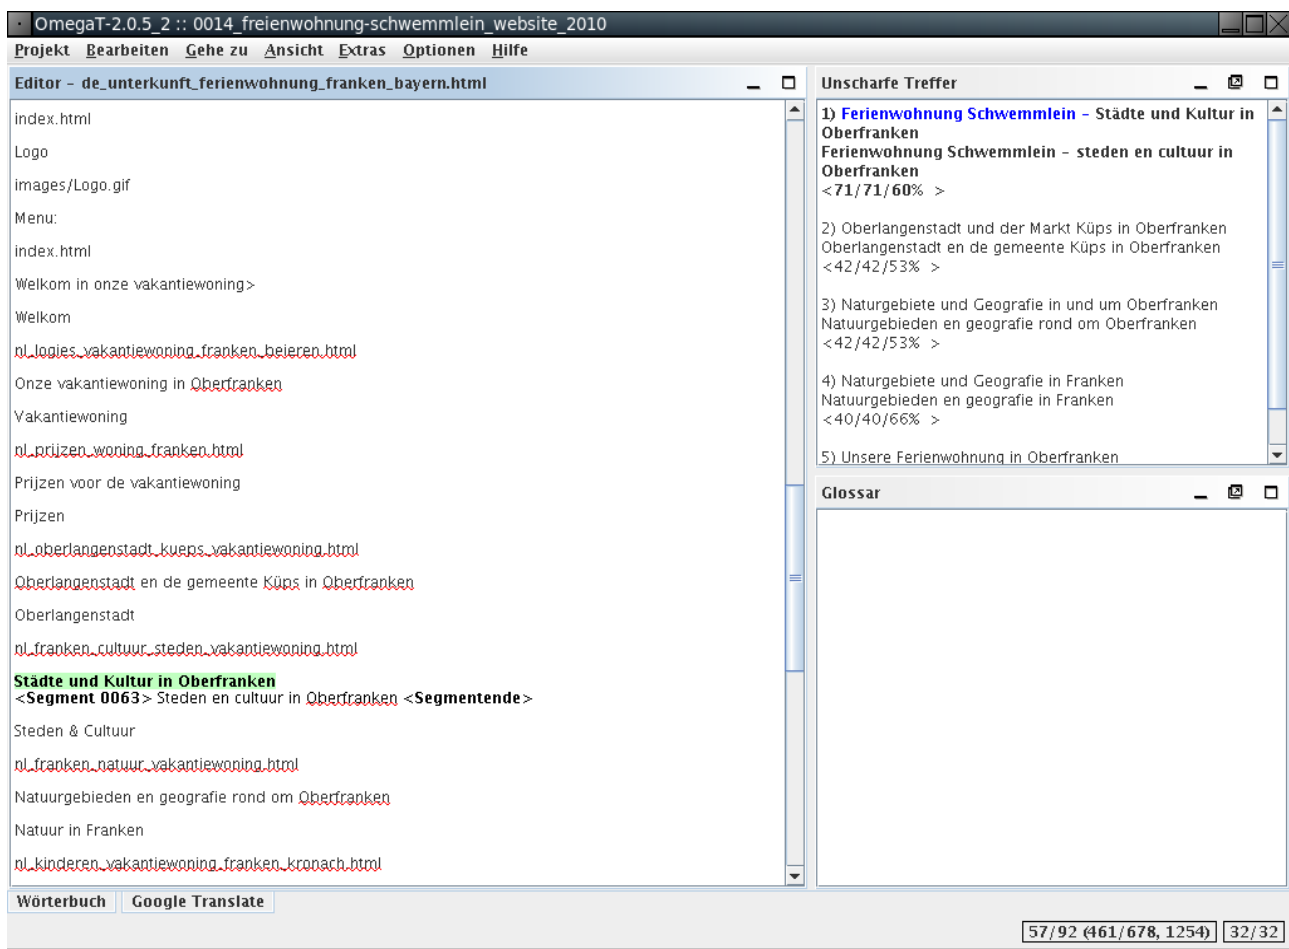 OmegaT-2.0.5_2 :: 0014_freienwohnung-schwemmlein_website_2010
Projekt Bearbeiten Gehe zu Ansicht Extras Optionen Hilfe
Editor – de_unterkunft_ferienwohnung_franken_bayern.html
index.html
Logo
images/Logo.gif
Menu:
index.html
Welkom in onze vakantiewoning>
Welkom
nl_logies_vakantiewoning_franken_beieren.html
Onze vakantiewoning in Oberfranken
Vakantiewoning
nl_prijzen_woning_franken.html
Prijzen voor de vakantiewoning
Prijzen
nl_oberlangenstadt_kueps_vakantiewoning.html
Oberlangenstadt en de gemeente Küps in Oberfranken
Oberlangenstadt
nl_franken_cultuur_steden_vakantiewoning.html
Städte und Kultur in Oberfranken
<Segment 0063> Steden en cultuur in Oberfranken <Segmentende>
Steden & Cultuur
nl_franken_natuur_vakantiewoning.html
Natuurgebieden en geografie rond om Oberfranken
Natuur in Franken
nl_kinderen_vakantiewoning_franken_kronach.html
Unscharfe Treffer
1) Ferienwohnung Schwemmlein – Städte und Kultur in
Oberfranken
Ferienwohnung Schwemmlein – steden en cultuur in
Oberfranken
<71/71/60% >
2) Oberlangenstadt und der Markt Küps in Oberfranken
Oberlangenstadt en de gemeente Küps in Oberfranken
<42/42/53% >
3) Naturgebiete und Geografie in und um Oberfranken
Natuurgebieden en geografie rond om Oberfranken
<42/42/53% >
4) Naturgebiete und Geografie in Franken
Natuurgebieden en geografie in Franken
<40/40/66% >
5) Unsere Ferienwohnung in Oberfranken
Glossar
Wörterbuch Google Translate
57/92 (461/678, 1254) 32/32